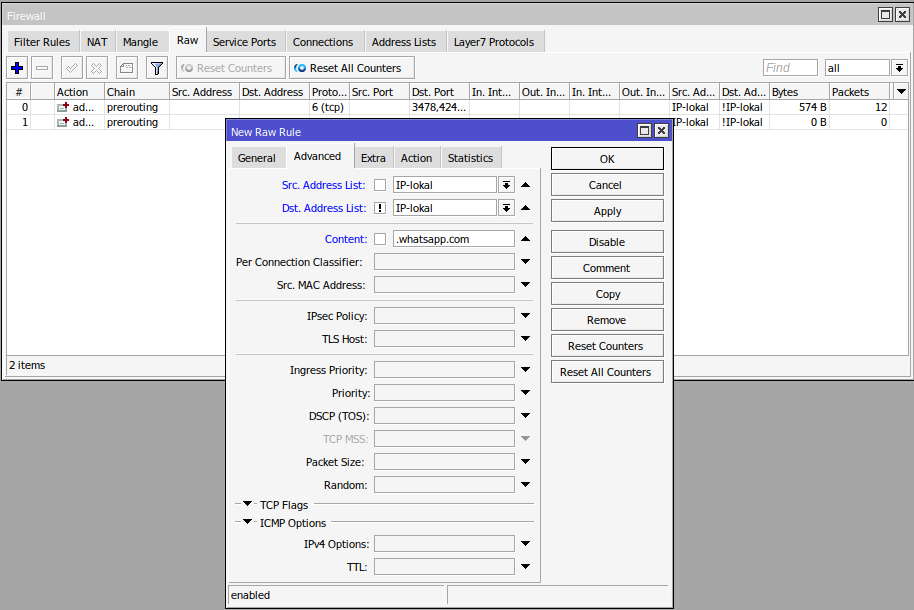 Firewall
Filter Rules NAT Mangle Raw Service Ports Connections Address Lists Layer7 Protocols
Reset Counters Reset All Counters Find all
# Action Chain Src. Address Dst. Address Proto... Src. Port Dst. Port In. Int... Out. In... In. Int... Out. In... Src. Ad... Dst. Ad... Bytes Packets
0 ad... prerouting 6 (tcp) 3478,424... IP-lokal !IP-lokal 574 B 12
1 ad... prerouting IP-lokal !IP-lokal 0 B 0
2 items
New Raw Rule
General Advanced Extra Action Statistics
Src. Address List: IP-lokal
Dst. Address List: ! IP-lokal
Content: .whatsapp.com
Per Connection Classifier:
Src. MAC Address:
IPsec Policy:
TLS Host:
Ingress Priority:
Priority:
DSCP (TOS):
TCP MSS:
Packet Size:
Random:
TCP Flags
ICMP Options
IPv4 Options:
TTL:
enabled
OK
Cancel
Apply
Disable
Comment
Copy
Remove
Reset Counters
Reset All Counters